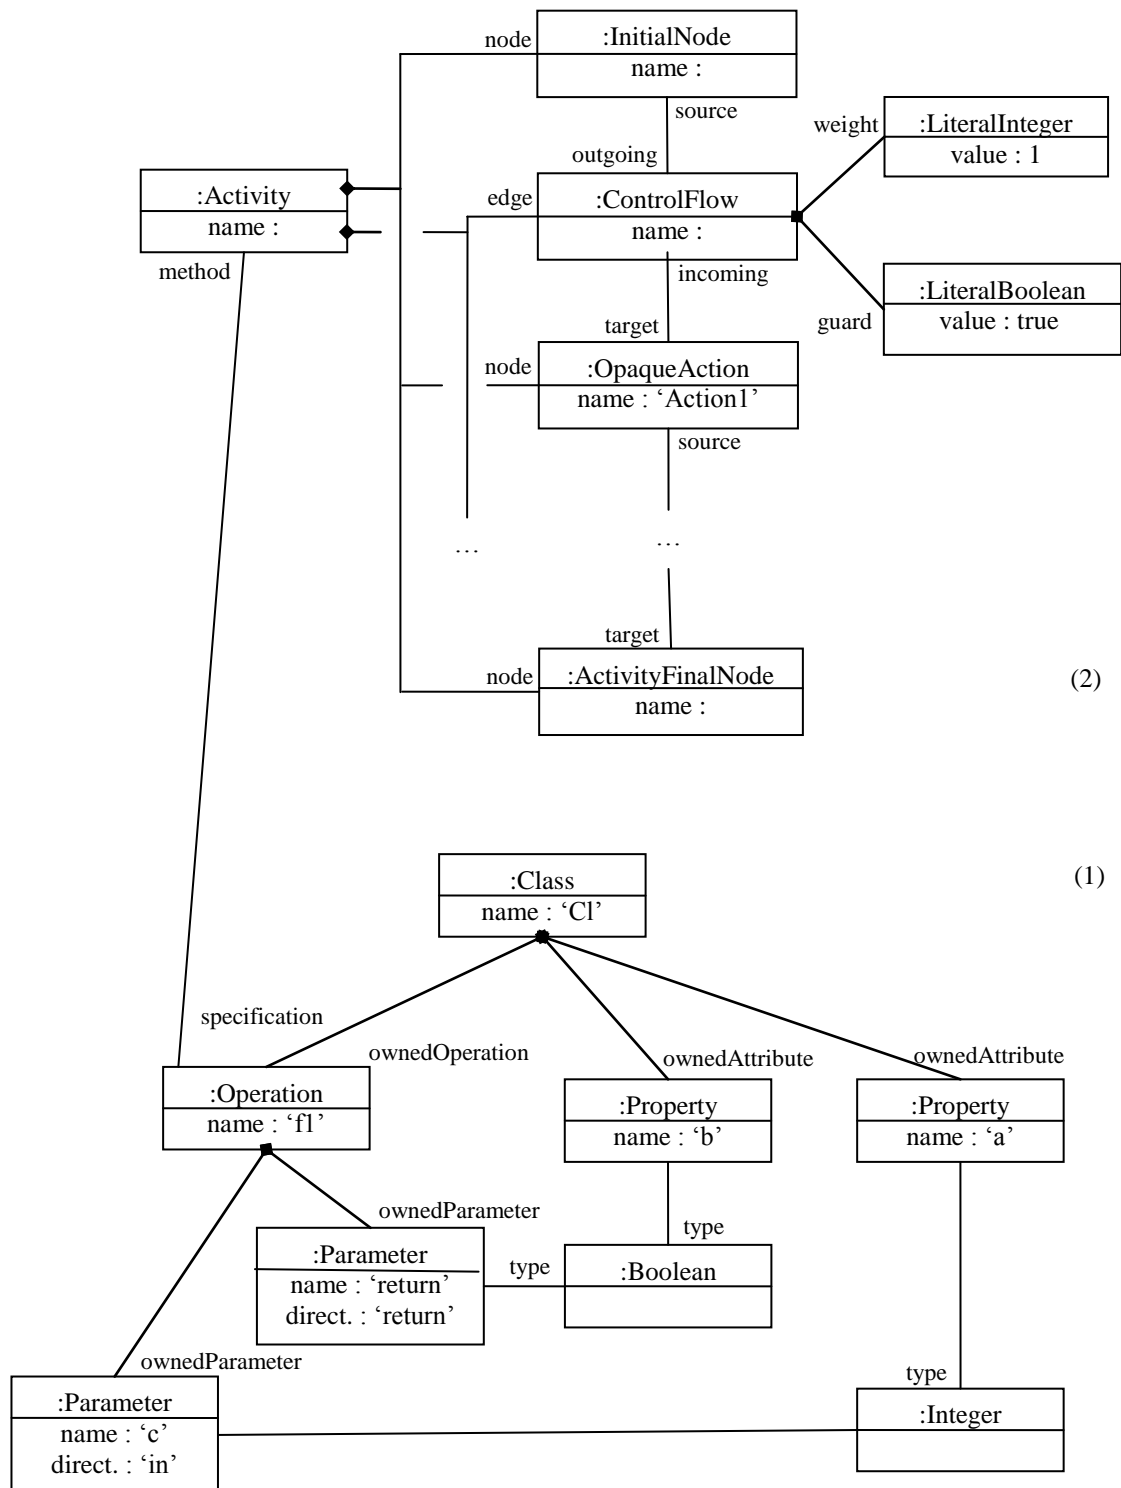 node
:InitialNode
name :
source
weight
:LiteralInteger
value : 1
outgoing
:Activity
name :
edge
:ControlFlow
name :
method
incoming
:LiteralBoolean
value : true
guard
target
node
:OpaqueAction
name : ‘Action1’
source
...
...
target
node
:ActivityFinalNode
name :
(2)
:Class
name : ‘Cl’
(1)
specification
ownedOperation
ownedAttribute
ownedAttribute
:Operation
name : ‘f1’
:Property
name : ‘b’
:Property
name : ‘a’
ownedParameter
type
:Parameter
name : ‘return’
direct. : ‘return’
type
:Boolean
ownedParameter
type
:Parameter
name : ‘c’
direct. : ‘in’
:Integer